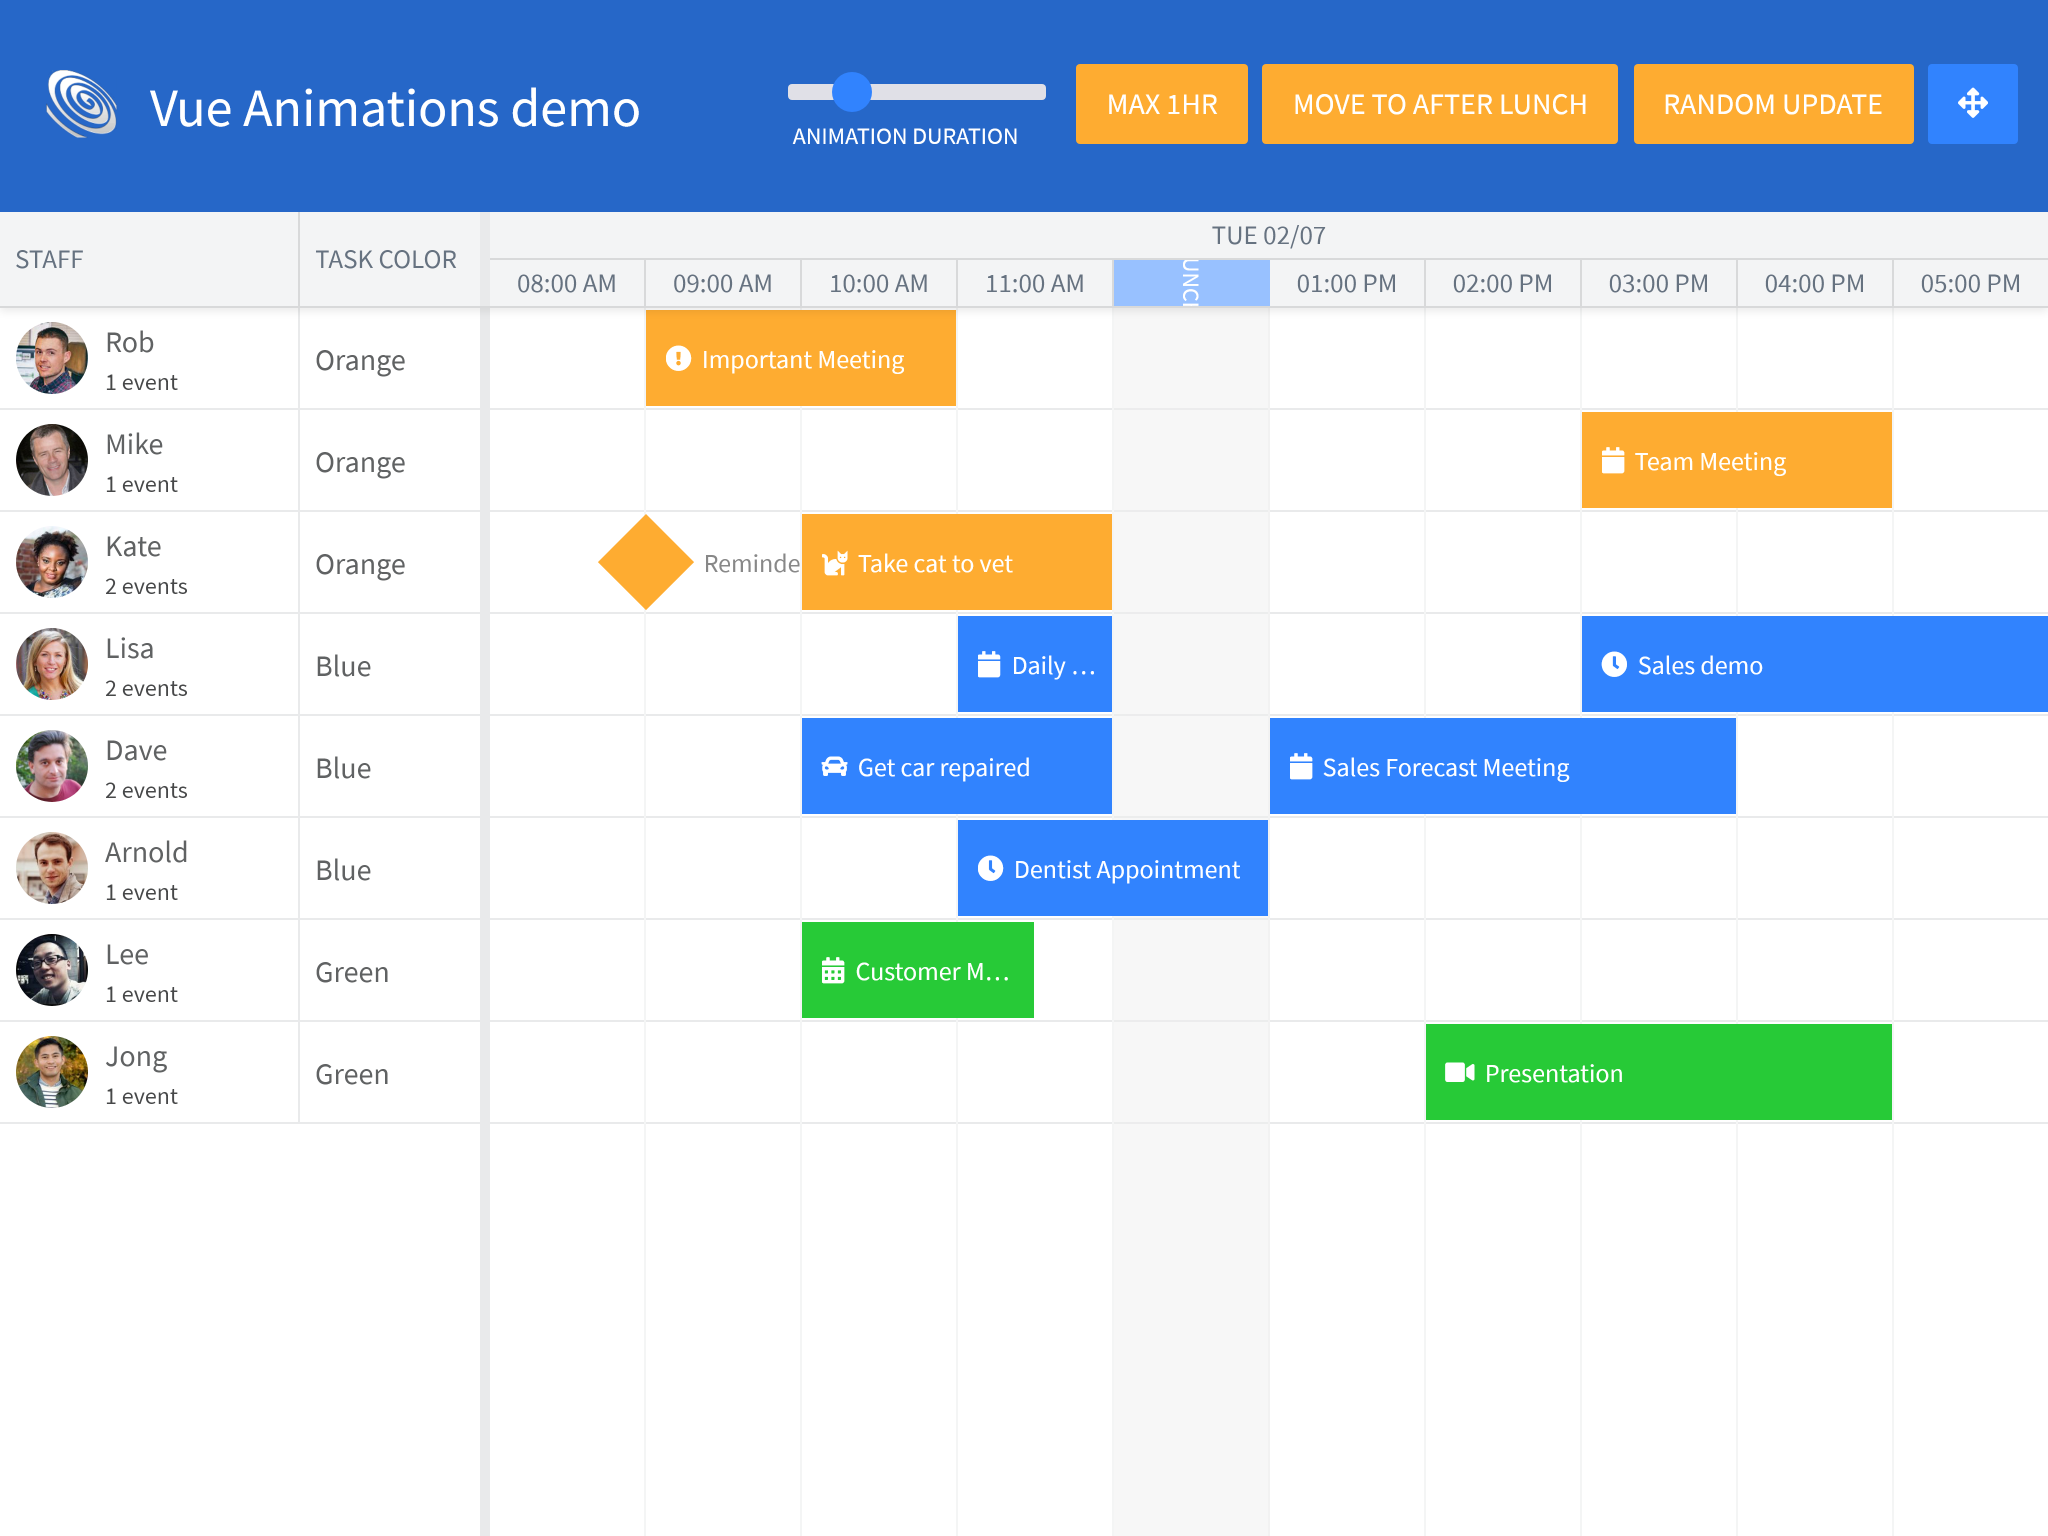 Vue Animations demo
ANIMATION DURATION
MAX 1HR
MOVE TO AFTER LUNCH
RANDOM UPDATE
STAFF
TASK COLOR
TUE 02/07
08:00 AM
09:00 AM
10:00 AM
11:00 AM
01:00 PM
02:00 PM
03:00 PM
04:00 PM
05:00 PM
Rob
1 event
Orange
Important Meeting
Mike
1 event
Orange
Team Meeting
Kate
2 events
Orange
Reminde
Take cat to vet
Lisa
2 events
Blue
Daily ...
Sales demo
Dave
2 events
Blue
Get car repaired
Sales Forecast Meeting
Arnold
1 event
Blue
Dentist Appointment
Lee
1 event
Green
Customer M...
Jong
1 event
Green
Presentation